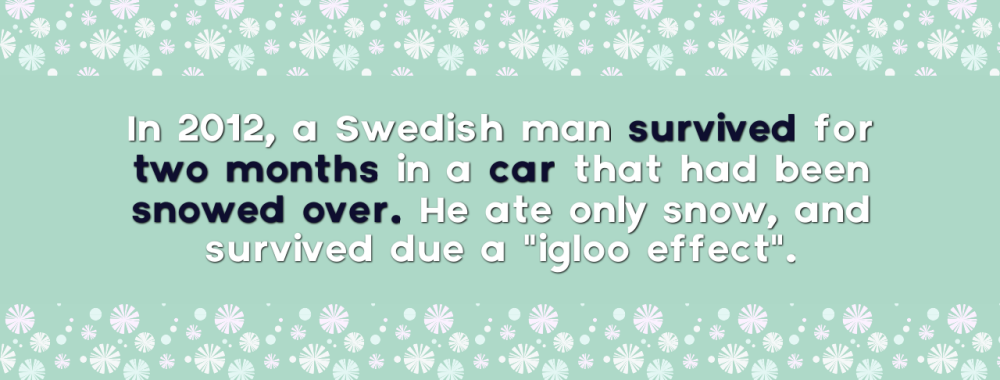 In 2012, a Swedish man survived for
two months in a car that had been
snowed over. He ate only snow, and
survived due a "igloo effect".